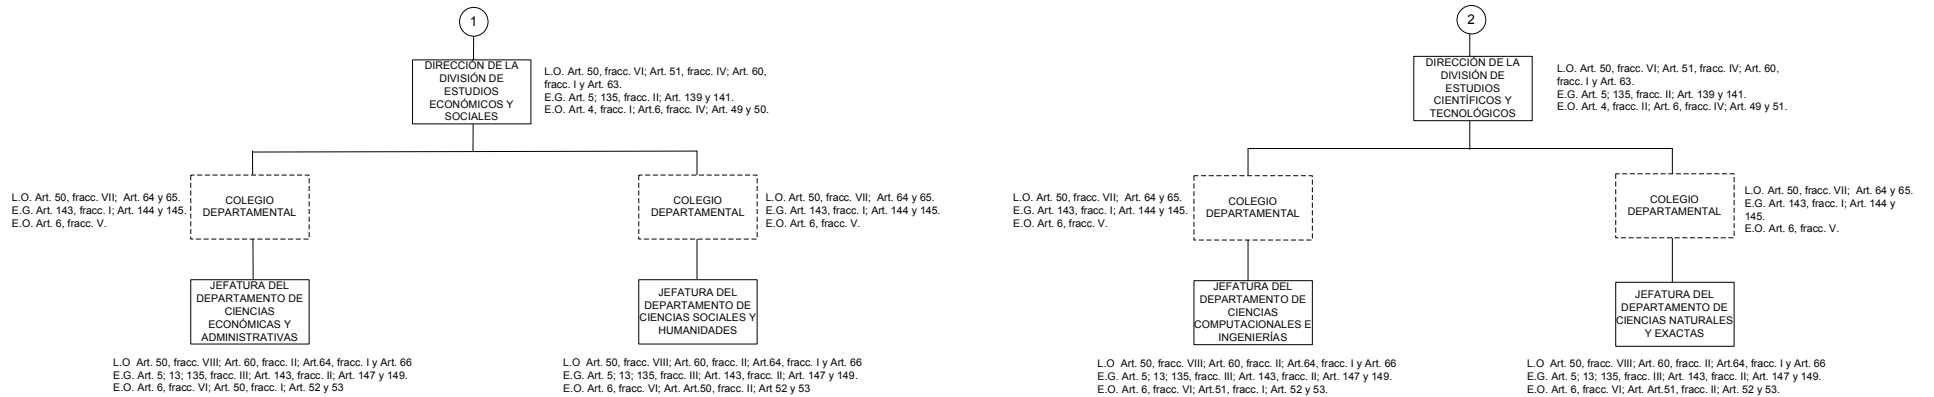 1
DIRECCIÓN DE LA
DIVISIÓN DE
ESTUDIOS
ECONÓMICOS Y
SOCIALES
L.O. Art. 50, fracc. VI; Art. 51, fracc. IV; Art. 60,
fracc. I y Art. 63.
E.G. Art. 5; 135, fracc. II; Art. 139 y 141.
E.O. Art. 4, fracc. I; Art.6, fracc. IV; Art. 49 y 50.
L.O. Art. 50, fracc. VII;  Art. 64 y 65.
E.G. Art. 143, fracc. I; Art. 144 y 145.
E.O. Art. 6, fracc. V.
COLEGIO
DEPARTAMENTAL
COLEGIO
DEPARTAMENTAL
L.O. Art. 50, fracc. VII;  Art. 64 y 65.
E.G. Art. 143, fracc. I; Art. 144 y 145.
E.O. Art. 6, fracc. V.
JEFATURA DEL
DEPARTAMENTO DE
CIENCIAS
ECONÓMICAS Y
ADMINISTRATIVAS
L.O  Art. 50, fracc. VIII; Art. 60, fracc. II; Art.64, fracc. I y Art. 66
E.G. Art. 5; 13; 135, fracc. III; Art. 143, fracc. II; Art. 147 y 149.
E.O. Art. 6, fracc. VI; Art. 50, fracc. I; Art. 52 y 53
JEFATURA DEL
DEPARTAMENTO DE
CIENCIAS SOCIALES Y
HUMANIDADES
L.O  Art. 50, fracc. VIII; Art. 60, fracc. II; Art.64, fracc. I y Art. 66
E.G. Art. 5; 13; 135, fracc. III; Art. 143, fracc. II; Art. 147 y 149.
E.O. Art. 6, fracc. VI; Art. Art.50, fracc. II; Art 52 y 53
2
DIRECCIÓN DE LA
DIVISIÓN DE
ESTUDIOS
CIENTÍFICOS Y
TECNOLÓGICOS
L.O. Art. 50, fracc. VI; Art. 51, fracc. IV; Art. 60,
fracc. I y Art. 63.
E.G. Art. 5; 135, fracc. II; Art. 139 y 141.
E.O. Art. 4, fracc. II; Art. 6, fracc. IV; Art. 49 y 51.
L.O. Art. 50, fracc. VII;  Art. 64 y 65.
E.G. Art. 143, fracc. I; Art. 144 y 145.
E.O. Art. 6, fracc. V.
COLEGIO
DEPARTAMENTAL
COLEGIO
DEPARTAMENTAL
L.O. Art. 50, fracc. VII;  Art. 64 y 65.
E.G. Art. 143, fracc. I; Art. 144 y
145.
E.O. Art. 6, fracc. V.
JEFATURA DEL
DEPARTAMENTO DE
CIENCIAS
COMPUTACIONALES E
INGENIERÍAS
L.O  Art. 50, fracc. VIII; Art. 60, fracc. II; Art.64, fracc. I y Art. 66
E.G. Art. 5; 13; 135, fracc. III; Art. 143, fracc. II; Art. 147 y 149.
E.O. Art. 6, fracc. VI; Art.51, fracc. I; Art. 52 y 53.
JEFATURA DEL
DEPARTAMENTO DE
CIENCIAS NATURALES
Y EXACTAS
L.O  Art. 50, fracc. VIII; Art. 60, fracc. II; Art.64, fracc. I y Art. 66
E.G. Art. 5; 13; 135, fracc. III; Art. 143, fracc. II; Art. 147 y 149.
E.O. Art. 6, fracc. VI; Art. Art.51, fracc. II; Art. 52 y 53.